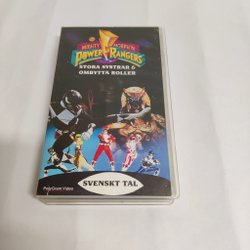 MIGHTY MORPHIN
POWER RANGERS
STORA SYSTRAR &
OMBYTTA ROLLER
SVENSKT TAL
PolyGram Video